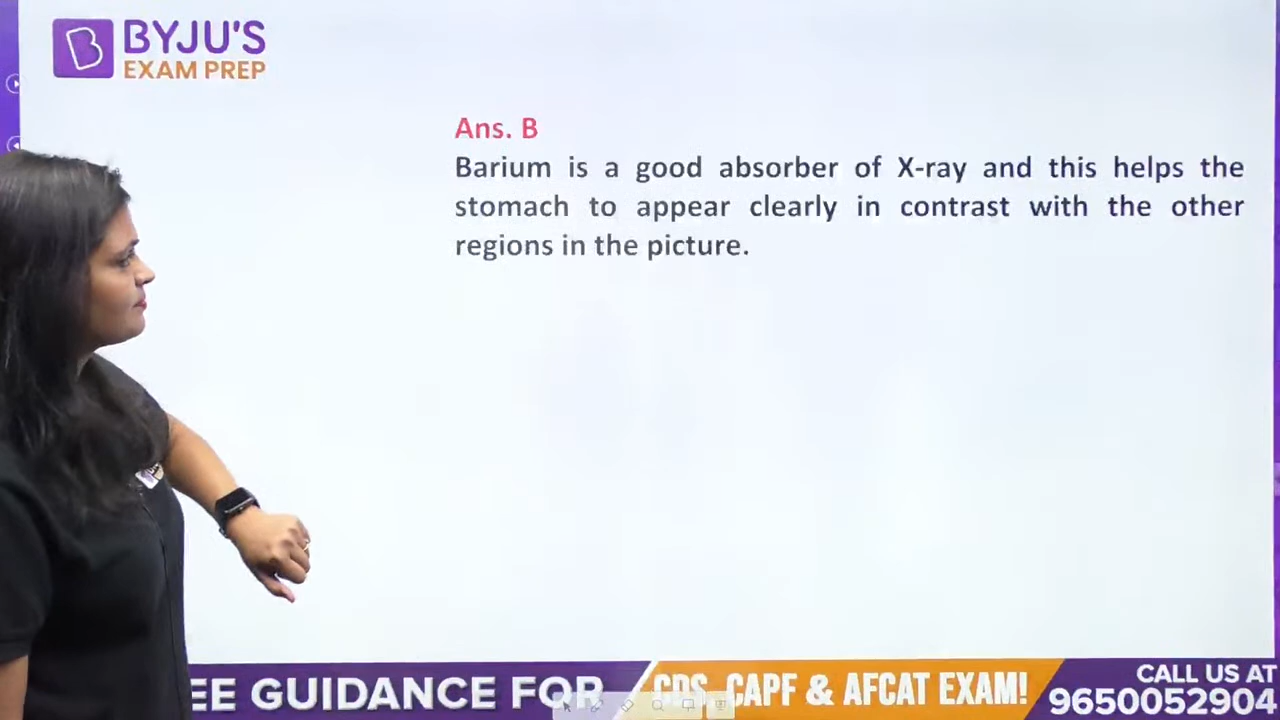 BYJU'S
EXAM PREP
Ans. B
Barium is a good absorber of X-ray and this helps the
stomach to appear clearly in contrast with the other
regions in the picture.
EE GUIDANCE FOR
CDS, CAPF & AFCAT EXAM!
CALL US AT
9650052904